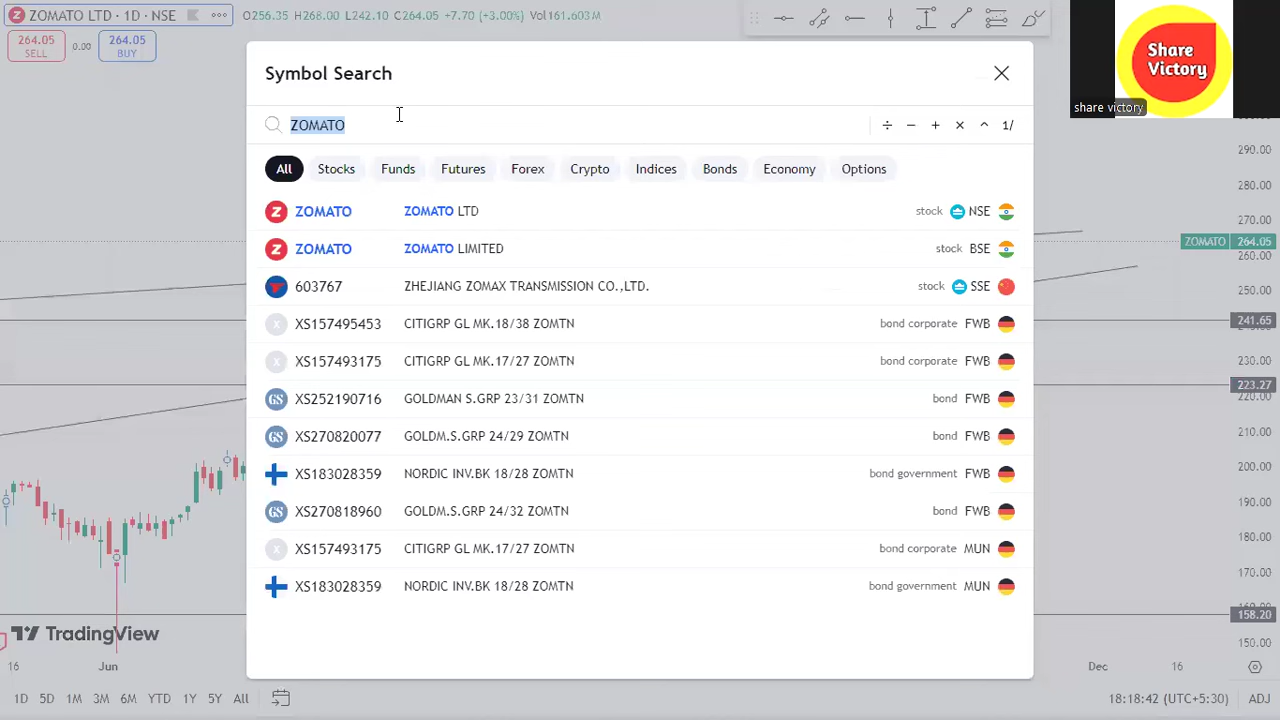 ZOMATO LTD · 1D · NSE
O256.35 H268.00 L242.10 C264.05 +7.70 (+3.00%) Vol161.603M
264.05
SELL
0.00
264.05
BUY
Share
Victory
share victory
Symbol Search
ZOMATO
÷ − + × ^ 1/
All Stocks Funds Futures Forex Crypto Indices Bonds Economy Options
Z ZOMATO ZOMATO LTD stock NSE
Z ZOMATO ZOMATO LIMITED stock BSE
603767 ZHEJIANG ZOMAX TRANSMISSION CO.,LTD. stock SSE
X XS157495453 CITIGRP GL MK.18/38 ZOMTN bond corporate FWB
X XS157493175 CITIGRP GL MK.17/27 ZOMTN bond corporate FWB
GS XS252190716 GOLDMAN S.GRP 23/31 ZOMTN bond FWB
GS XS270820077 GOLDM.S.GRP 24/29 ZOMTN bond FWB
XS183028359 NORDIC INV.BK 18/28 ZOMTN bond government FWB
GS XS270818960 GOLDM.S.GRP 24/32 ZOMTN bond FWB
X XS157493175 CITIGRP GL MK.17/27 ZOMTN bond corporate MUN
XS183028359 NORDIC INV.BK 18/28 ZOMTN bond government MUN
290.00
280.00
270.00
ZOMATO 264.05
260.00
250.00
241.65
230.00
223.27
220.00
210.00
200.00
190.00
180.00
170.00
158.20
150.00
TradingView
16 Jun Dec 16
1D 5D 1M 3M 6M YTD 1Y 5Y All
18:18:42 (UTC+5:30) ADJ